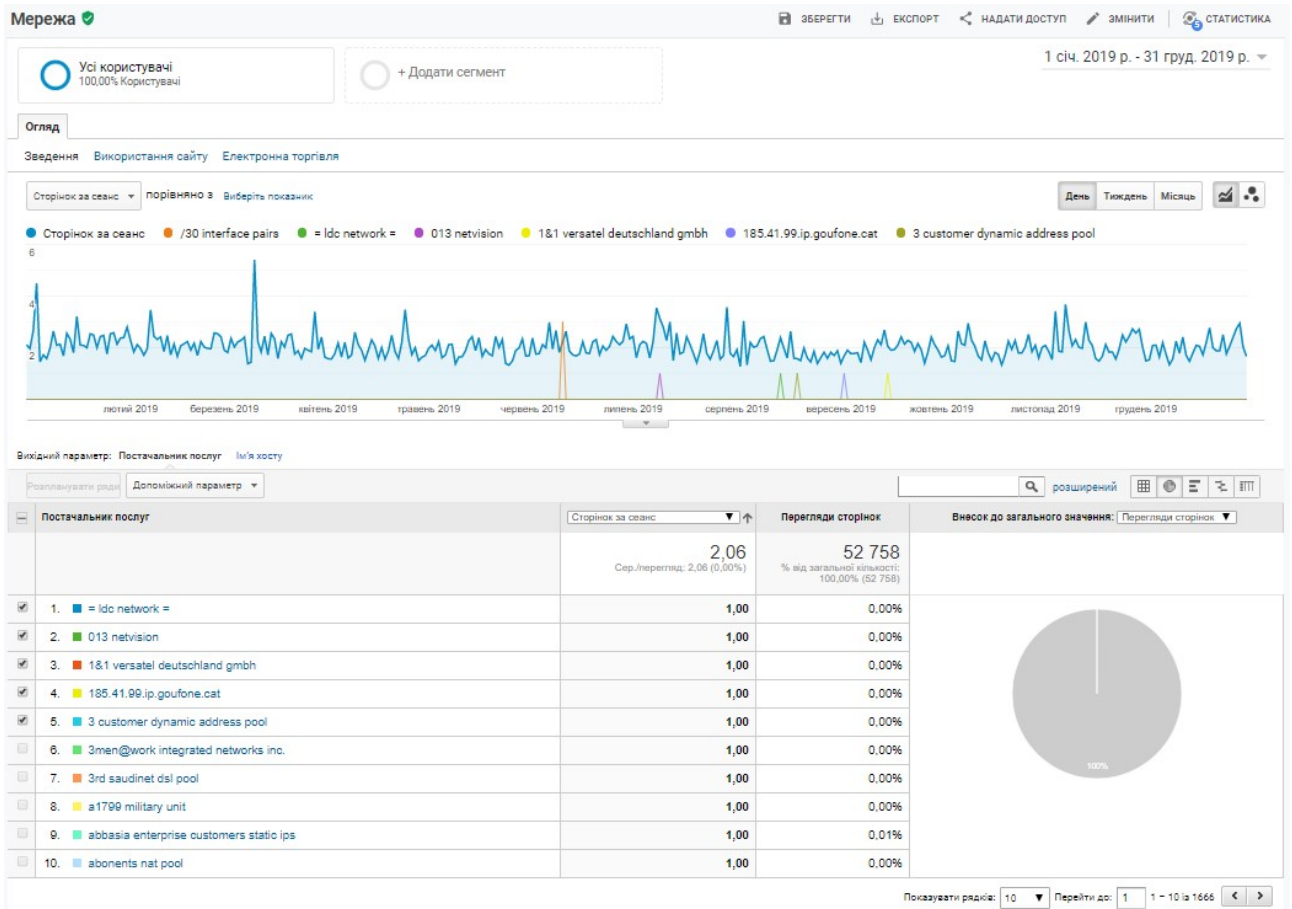 Мережа
ЗБЕРЕГТИ ЕКСПОРТ НАДАТИ ДОСТУП ЗМІНИТИ 5 СТАТИСТИКА
Усі користувачі
100,00% Користувачі
+ Додати сегмент
1 січ. 2019 р. - 31 груд. 2019 р.
Огляд
Зведення Використання сайту Електронна торгівля
Сторінок за сеанс порівняно з Виберіть показник
День Тиждень Місяць
Сторінок за сеанс /30 interface pairs = ldc network = 013 netvision 1&1 versatel deutschland gmbh 185.41.99.ip.goufone.cat 3 customer dynamic address pool
6
4
2
лютий 2019 березень 2019 квітень 2019 травень 2019 червень 2019 липень 2019 серпень 2019 вересень 2019 жовтень 2019 листопад 2019 грудень 2019
Вихідний параметр: Постачальник послуг Ім'я хосту
Розпланувати ряди Допоміжний параметр
розширений
Постачальник послуг Сторінок за сеанс Перегляди сторінок Внесок до загального значення: Перегляди сторінок
2,06 52 758
Сер./перегляд: 2,06 (0,00%) % від загальної кількості:
100,00% (52 758)
1. = ldc network = 1,00 0,00%
2. 013 netvision 1,00 0,00%
3. 1&1 versatel deutschland gmbh 1,00 0,00%
4. 185.41.99.ip.goufone.cat 1,00 0,00%
5. 3 customer dynamic address pool 1,00 0,00%
6. 3men@work integrated networks inc. 1,00 0,00%
7. 3rd saudinet dsl pool 1,00 0,00%
8. a1799 military unit 1,00 0,00%
9. abbasia enterprise customers static ips 1,00 0,01%
10. abonents nat pool 1,00 0,00%
100%
Показувати рядків: 10 Перейти до: 1 1 – 10 із 1666